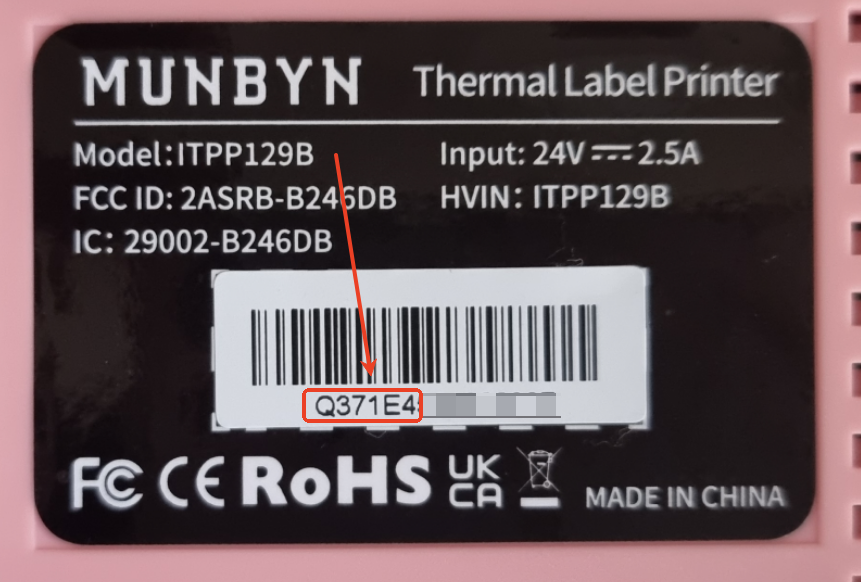 MUNBYN Thermal Label Printer
Model:ITPP129B Input: 24V⎓2.5A
FCC ID: 2ASRB-B246DB HVIN: ITPP129B
IC: 29002-B246DB
Q371E4
FC CE RoHS UK
CA MADE IN CHINA